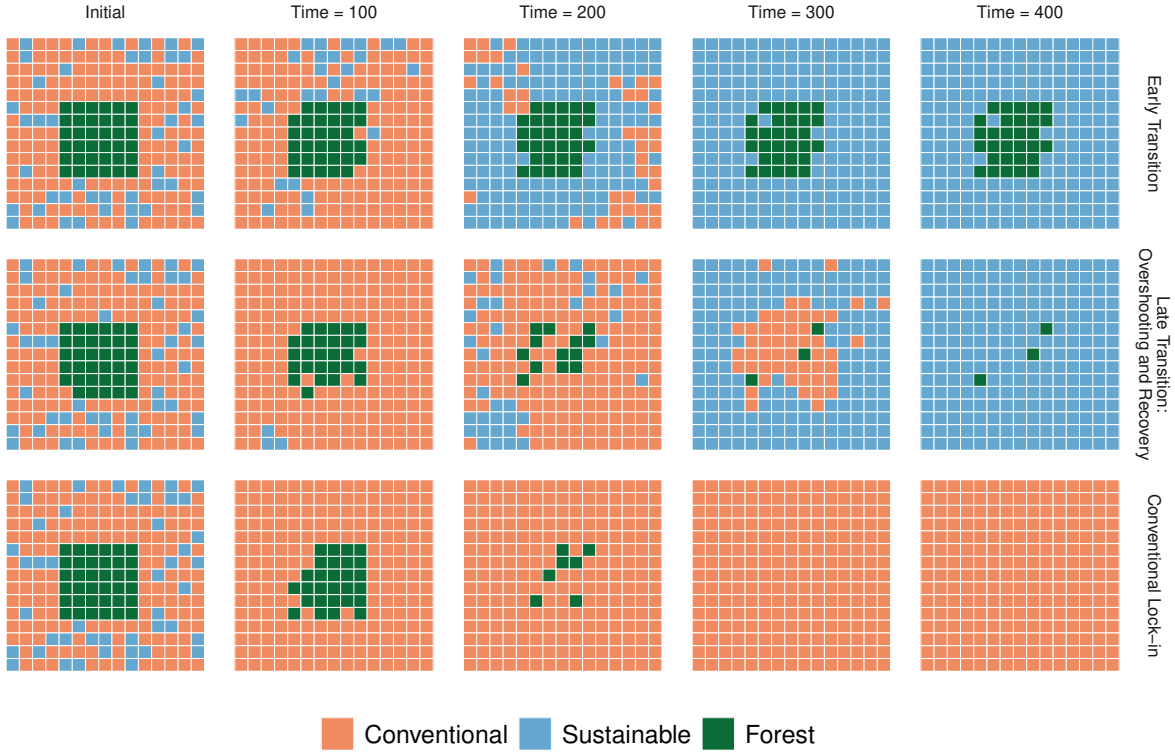 Initial
Time = 100
Time = 200
Time = 300
Time = 400
Early Transition
Late Transition:
Overshooting and Recovery
Conventional Lock−in
Conventional
Sustainable
Forest